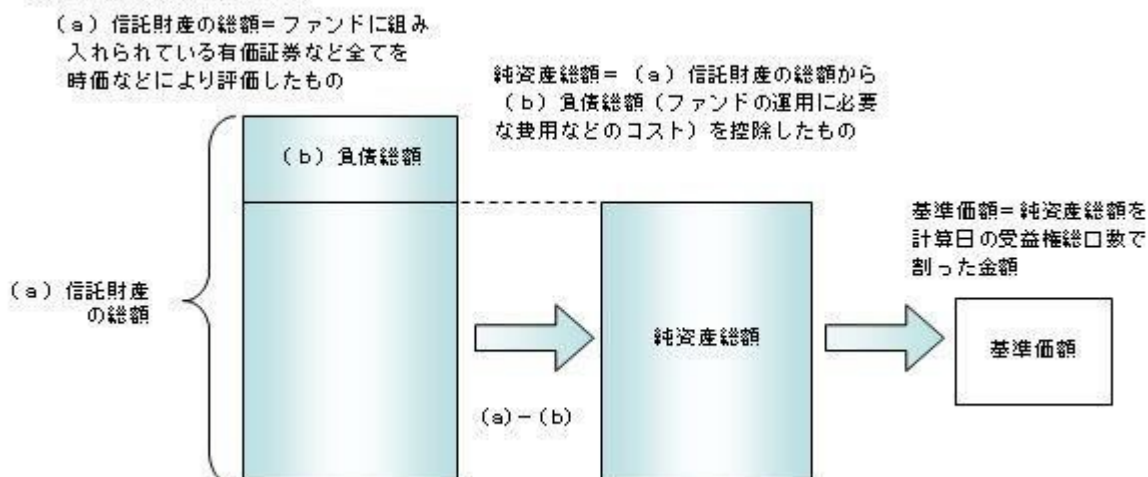 (a)信託財産の総額=ファンドに組み
入れられている有価証券など全てを
時価などにより評価したもの
純資産総額=(a)信託財産の総額から
(b)負債総額(ファンドの運用に必要
な費用などのコスト)を控除したもの
(b)負債総額
基準価額=純資産総額を
計算日の受益権総口数で
割った金額
(a)信託財産
の総額
純資産総額
基準価額
(a)-(b)